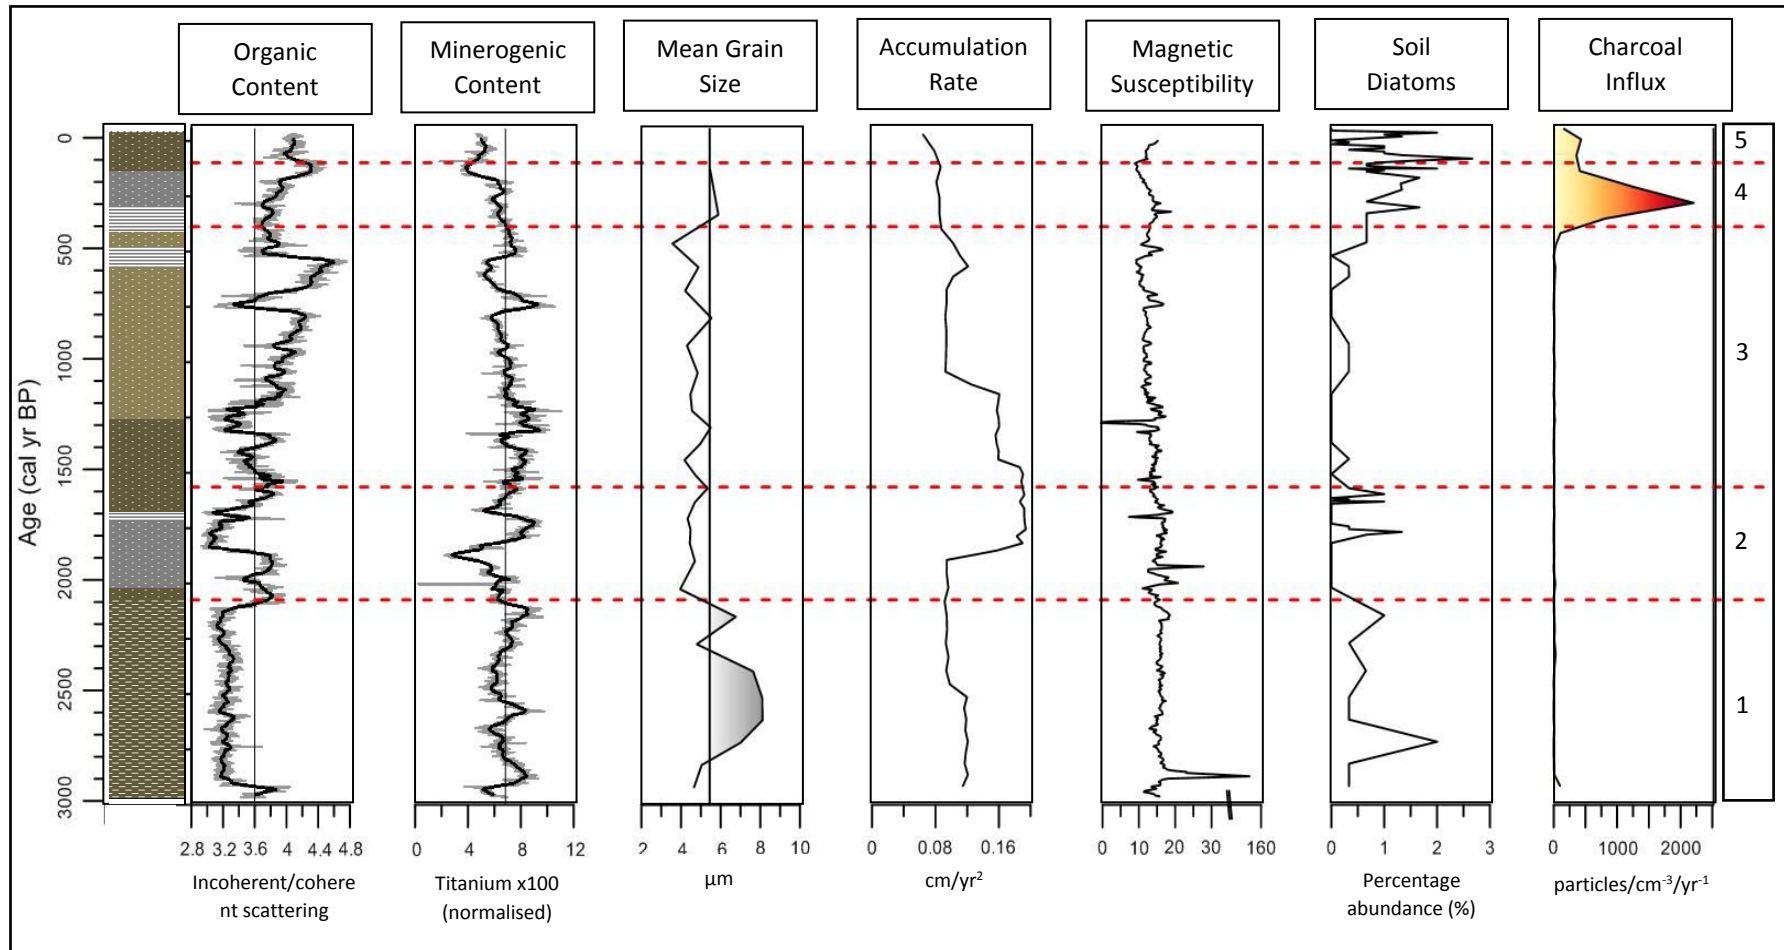 Organic
Content
Minerogenic
Content
Mean Grain
Size
Accumulation
Rate
Magnetic
Susceptibility
Soil
Diatoms
Charcoal
Influx
Age (cal yr BP)
0
500
1000
1500
2000
2500
3000
5
4
3
2
1
2.8 3.2 3.6 4 4.4 4.8
0 4 8 12
2 4 6 8 10
0 0.08 0.16
0 10 20 30 160
0 1 2 3
0 1000 2000
Incoherent/cohere
nt scattering
Titanium x100
(normalised)
µm
cm/yr²
Percentage
abundance (%)
particles/cm⁻³/yr⁻¹